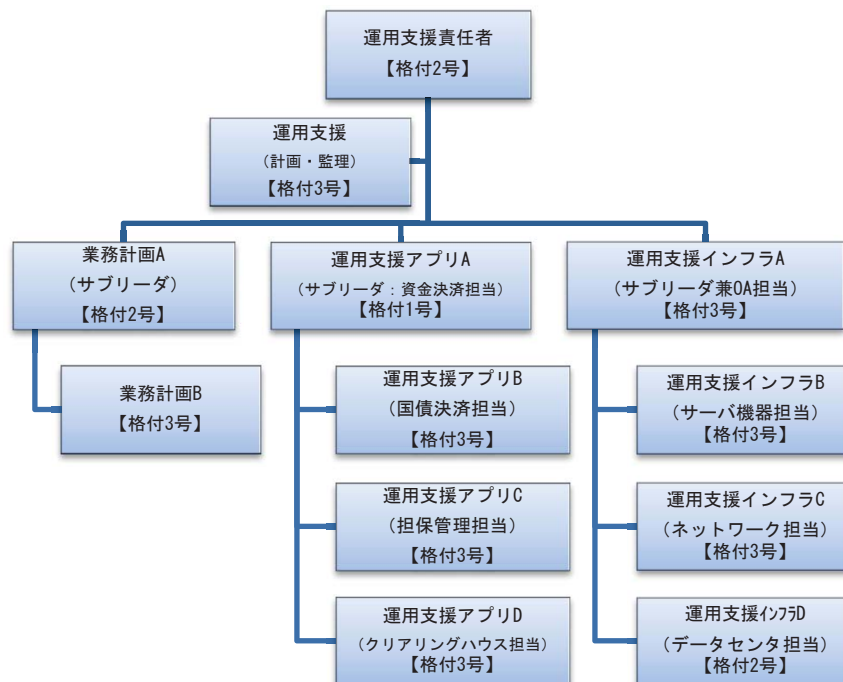 運用支援責任者
【格付2号】
運用支援
（計画・監理）
【格付3号】
業務計画A
（サブリーダ）
【格付2号】
運用支援アプリA
（サブリーダ：資金決済担当）
【格付1号】
運用支援インフラA
（サブリーダ兼OA担当）
【格付3号】
業務計画B
【格付3号】
運用支援アプリB
（国債決済担当）
【格付3号】
運用支援インフラB
（サーバ機器担当）
【格付3号】
運用支援アプリC
（担保管理担当）
【格付3号】
運用支援インフラC
（ネットワーク担当）
【格付3号】
運用支援アプリD
（クリアリングハウス担当）
【格付3号】
運用支援ｲﾝﾌﾗD
（データセンタ担当）
【格付2号】